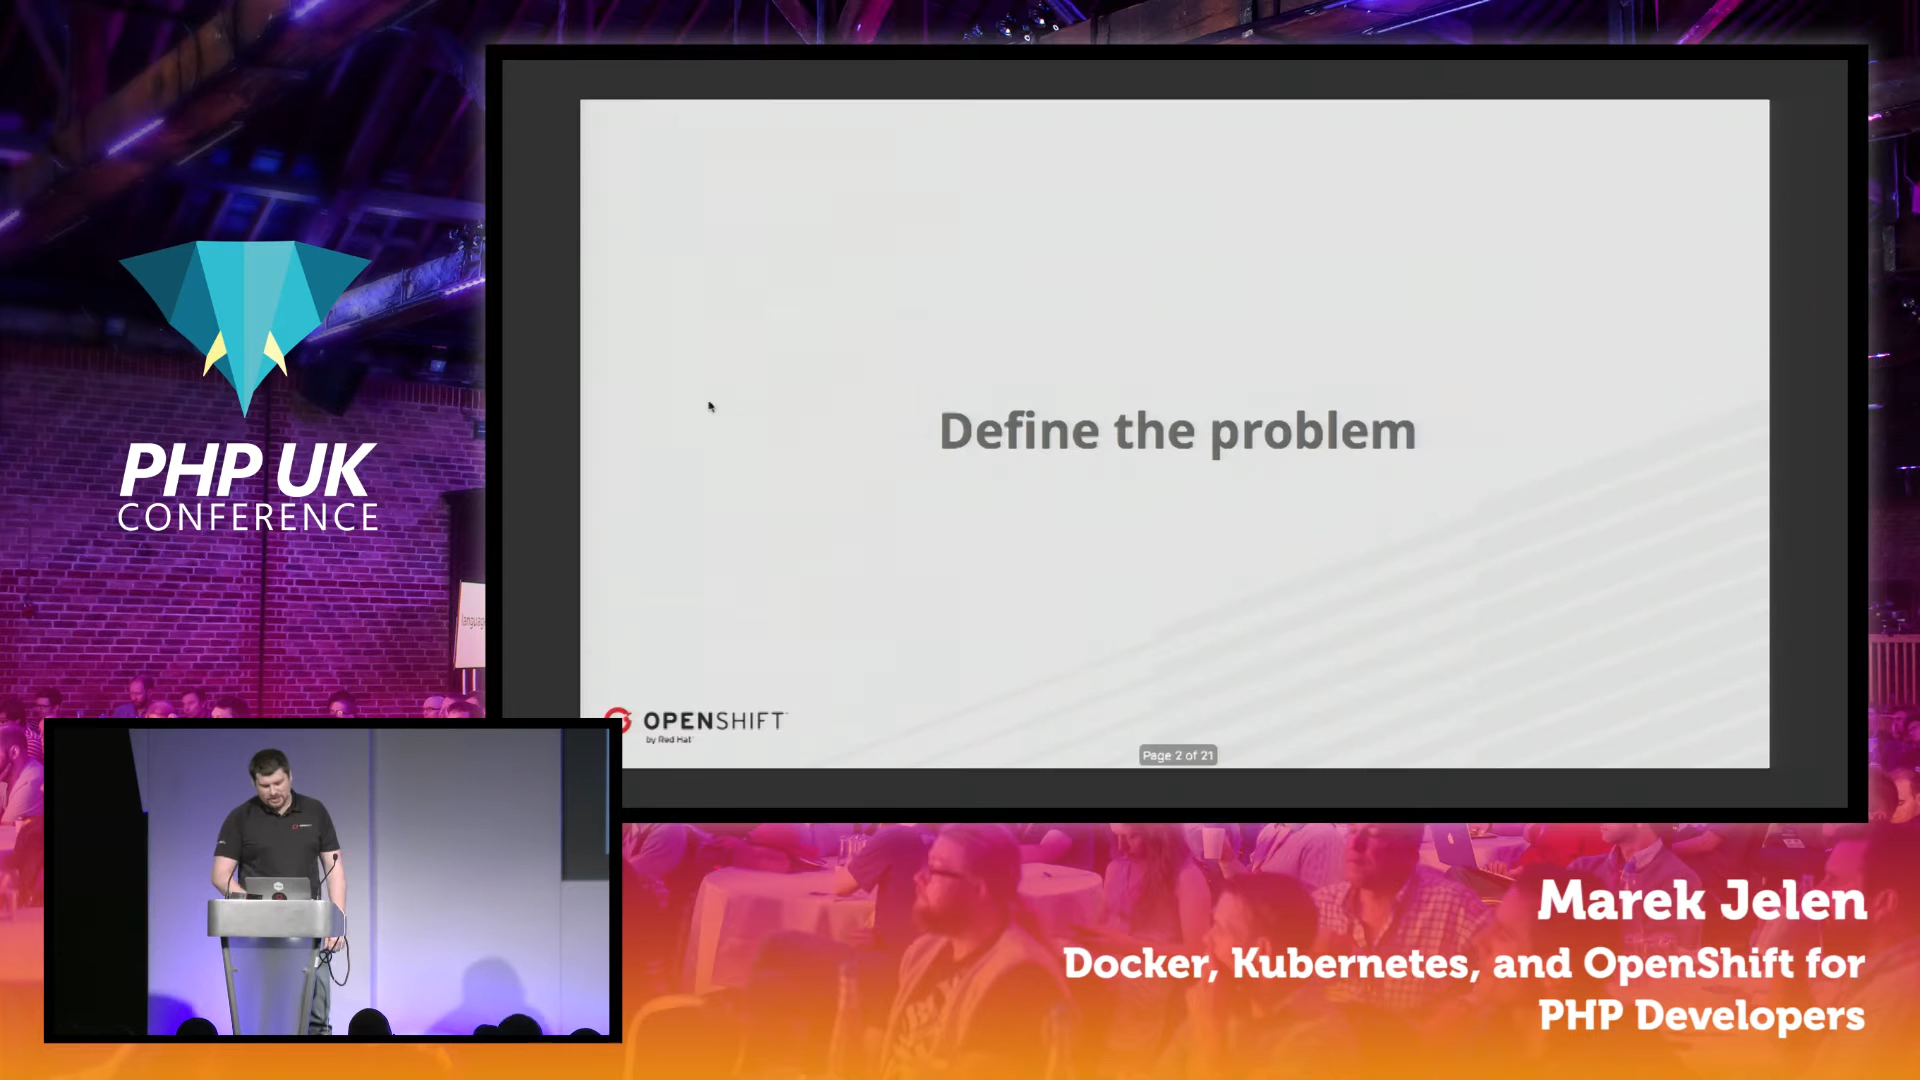 PHP UK
CONFERENCE
Define the problem
OPENSHIFT
by Red Hat
Page 2 of 21
Marek Jelen
Docker, Kubernetes, and OpenShift for
PHP Developers